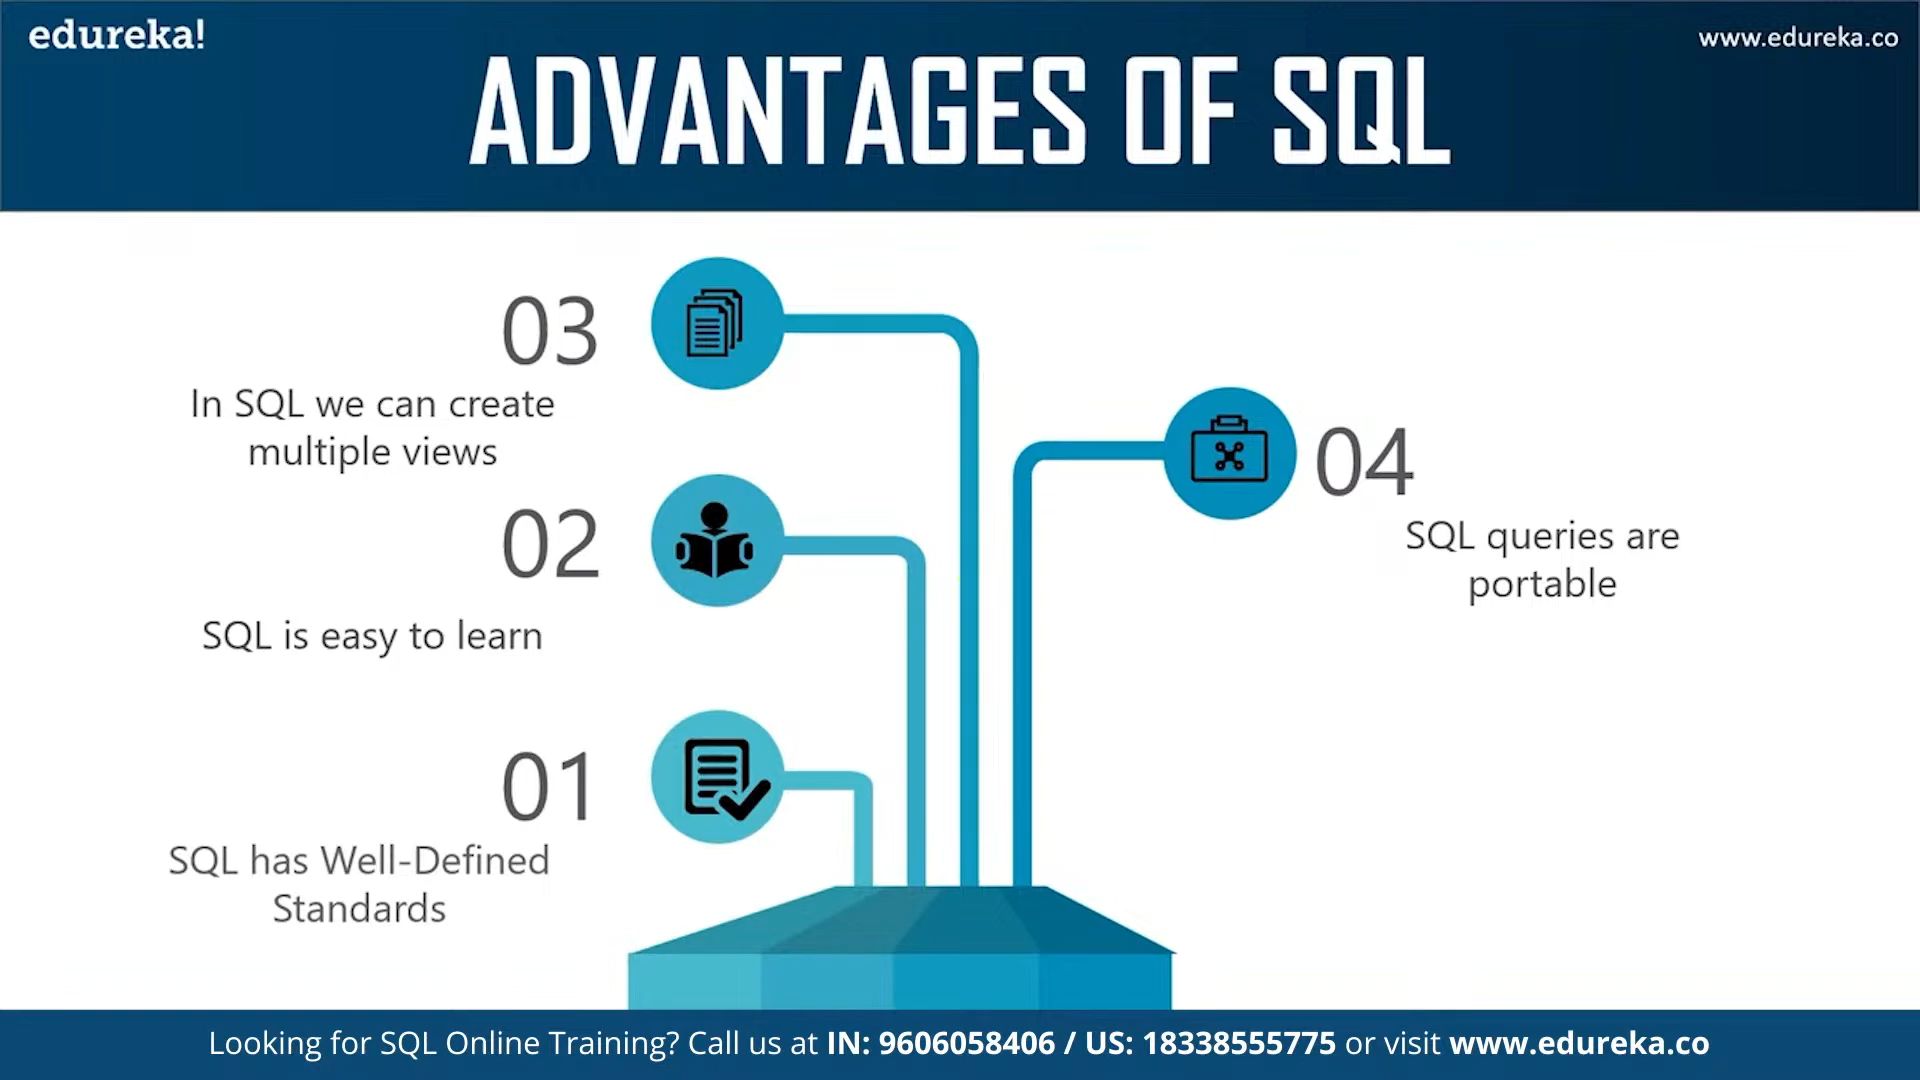 edureka!
www.edureka.co
ADVANTAGES OF SQL
03
In SQL we can create
multiple views
04
SQL queries are
portable
02
SQL is easy to learn
01
SQL has Well-Defined
Standards
Looking for SQL Online Training? Call us at IN: 9606058406 / US: 18338555775 or visit www.edureka.co